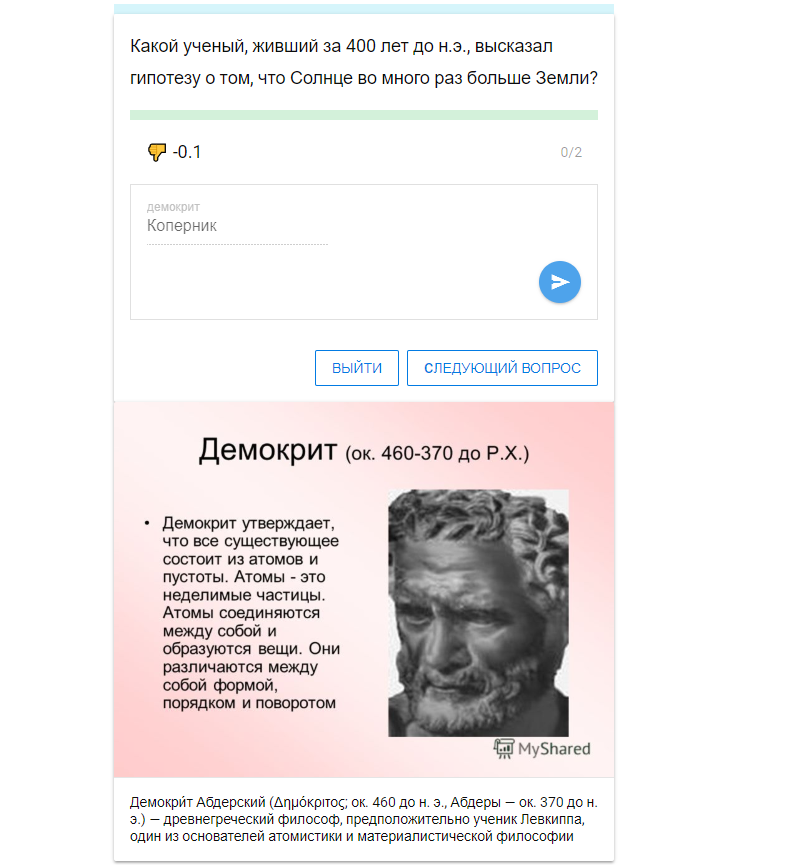 Какой ученый, живший за 400 лет до н.э., высказал
гипотезу о том, что Солнце во много раз больше Земли?
-0.1
0/2
демокрит
Коперник
ВЫЙТИ
СЛЕДУЮЩИЙ ВОПРОС
Демокрит (ок. 460-370 до Р.Х.)
• Демокрит утверждает,
что все существующее
состоит из атомов и
пустоты. Атомы - это
неделимые частицы.
Атомы соединяются
между собой и
образуются вещи. Они
различаются между
собой формой,
порядком и поворотом
MyShared
Демокри́т Абдерский (Δημόκριτος; ок. 460 до н. э., Абдеры — ок. 370 до н.
э.) — древнегреческий философ, предположительно ученик Левкиппа,
один из основателей атомистики и материалистической философии